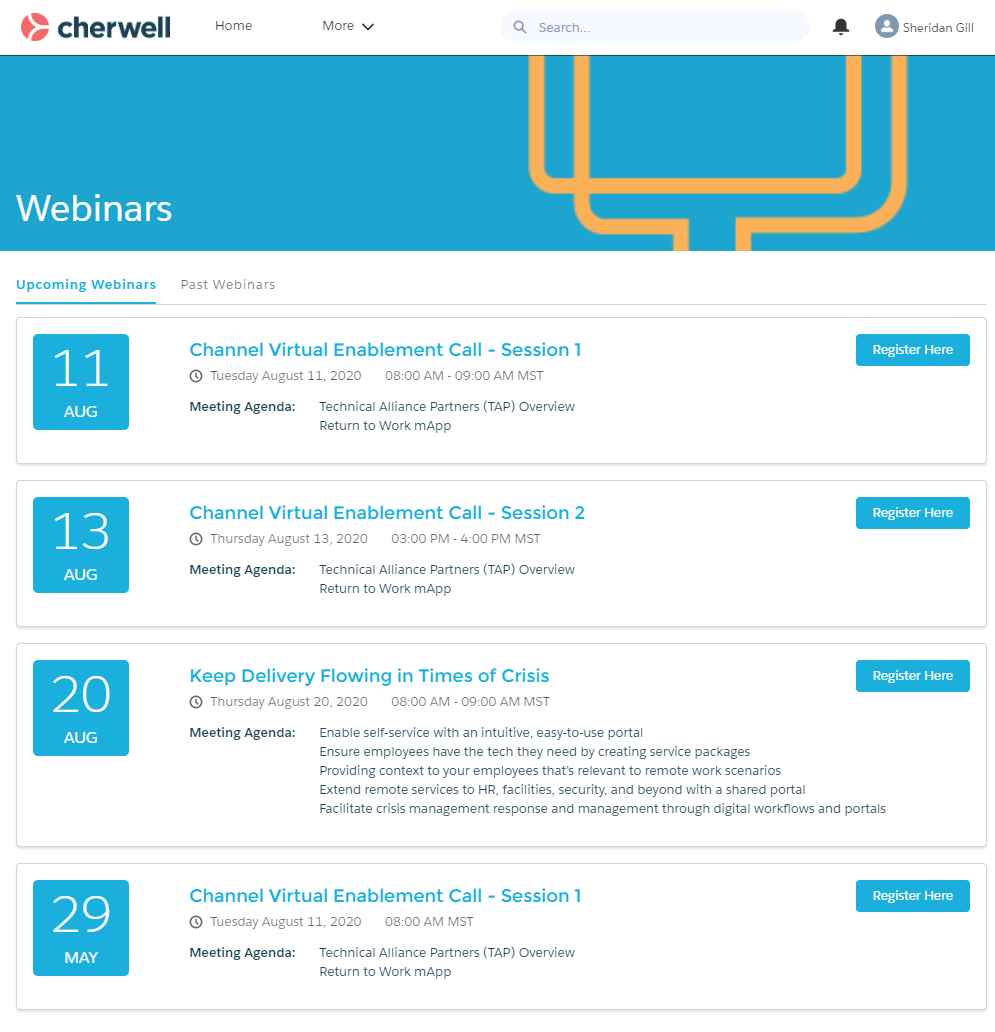 cherwell
Home
More
Search...
Sheridan Gill
Webinars
Upcoming Webinars
Past Webinars
11
AUG
Channel Virtual Enablement Call - Session 1
Tuesday August 11, 2020 08:00 AM - 09:00 AM MST
Meeting Agenda: Technical Alliance Partners (TAP) Overview
Return to Work mApp
Register Here
13
AUG
Channel Virtual Enablement Call - Session 2
Thursday August 13, 2020 03:00 PM - 4:00 PM MST
Meeting Agenda: Technical Alliance Partners (TAP) Overview
Return to Work mApp
Register Here
20
AUG
Keep Delivery Flowing in Times of Crisis
Thursday August 20, 2020 08:00 AM - 09:00 AM MST
Meeting Agenda: Enable self-service with an intuitive, easy-to-use portal
Ensure employees have the tech they need by creating service packages
Providing context to your employees that's relevant to remote work scenarios
Extend remote services to HR, facilities, security, and beyond with a shared portal
Facilitate crisis management response and management through digital workflows and portals
Register Here
29
MAY
Channel Virtual Enablement Call - Session 1
Tuesday August 11, 2020 08:00 AM MST
Meeting Agenda: Technical Alliance Partners (TAP) Overview
Return to Work mApp
Register Here